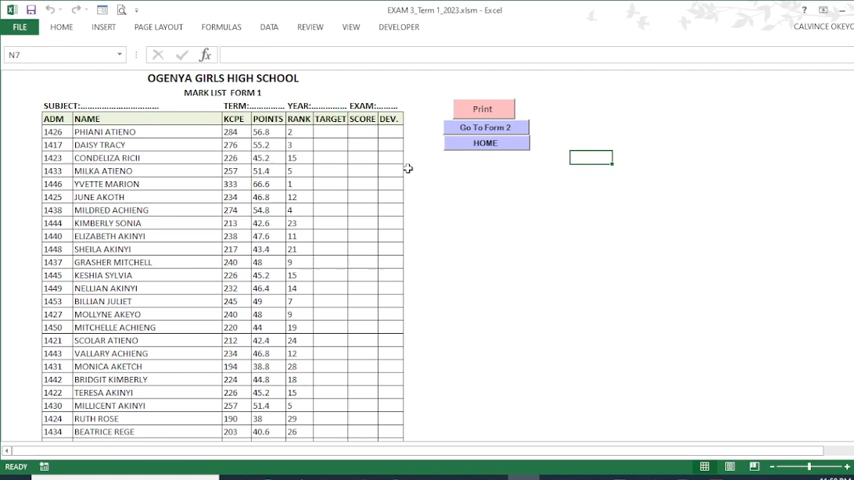 EXAM 3_Term 1_2023.xlsm - Excel
FILE HOME INSERT PAGE LAYOUT FORMULAS DATA REVIEW VIEW DEVELOPER CALVINCE OKEYO
N7
fx
OGENYA GIRLS HIGH SCHOOL
MARK LIST FORM 1
SUBJECT:................................ TERM:.............. YEAR:.............. EXAM:.........
ADM NAME KCPE POINTS RANK TARGET SCORE DEV.
1426 PHIANI ATIENO 284 56.8 2
1417 DAISY TRACY 276 55.2 3
1423 CONDELIZA RICII 226 45.2 15
1433 MILKA ATIENO 257 51.4 5
1446 YVETTE MARION 333 66.6 1
1425 JUNE AKOTH 234 46.8 12
1438 MILDRED ACHIENG 274 54.8 4
1444 KIMBERLY SONIA 213 42.6 23
1440 ELIZABETH AKINYI 238 47.6 11
1448 SHEILA AKINYI 217 43.4 21
1437 GRASHER MITCHELL 240 48 9
1445 KESHIA SYLVIA 226 45.2 15
1449 NELLIAN AKINYI 232 46.4 14
1453 BILLIAN JULIET 245 49 7
1427 MOLLYNE AKEYO 240 48 9
1450 MITCHELLE ACHIENG 220 44 19
1421 SCOLAR ATIENO 212 42.4 24
1443 VALLARY ACHIENG 234 46.8 12
1431 MONICA AKETCH 194 38.8 28
1442 BRIDGIT KIMBERLY 224 44.8 18
1422 TERESA AKINYI 226 45.2 15
1430 MILLICENT AKINYI 257 51.4 5
1424 RUTH ROSE 190 38 29
1434 BEATRICE REGE 203 40.6 26
Print
Go To Form 2
HOME
READY